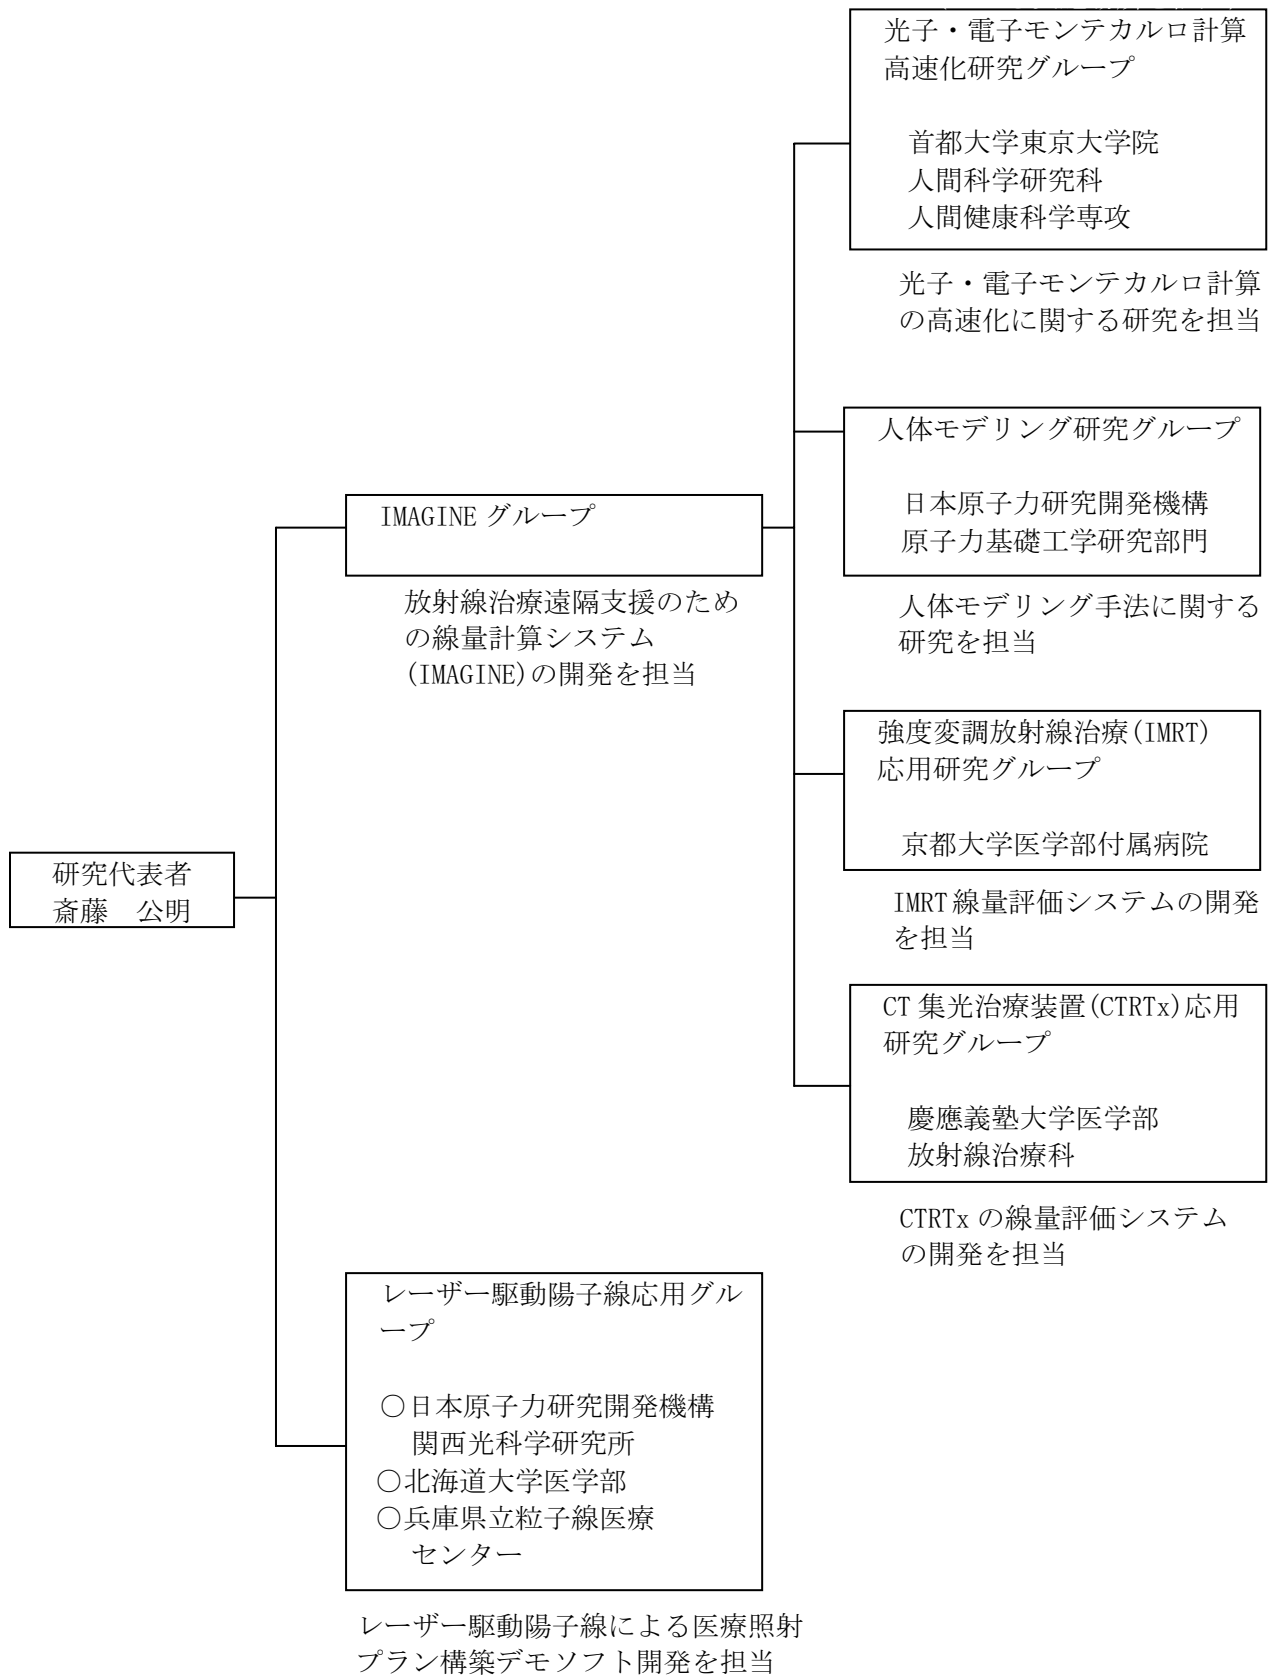 研究代表者
斎藤　公明
IMAGINE グループ
放射線治療遠隔支援のため
の線量計算システム
(IMAGINE)の開発を担当
レーザー駆動陽子線応用グル
ープ
○日本原子力研究開発機構
関西光科学研究所
○北海道大学医学部
○兵庫県立粒子線医療
センター
レーザー駆動陽子線による医療照射
プラン構築デモソフト開発を担当
光子・電子モンテカルロ計算
高速化研究グループ
首都大学東京大学院
人間科学研究科
人間健康科学専攻
光子・電子モンテカルロ計算
の高速化に関する研究を担当
人体モデリング研究グループ
日本原子力研究開発機構
原子力基礎工学研究部門
人体モデリング手法に関する
研究を担当
強度変調放射線治療(IMRT)
応用研究グループ
京都大学医学部付属病院
IMRT 線量評価システムの開発
を担当
CT 集光治療装置(CTRTx)応用
研究グループ
慶應義塾大学医学部
放射線治療科
CTRTx の線量評価システム
の開発を担当